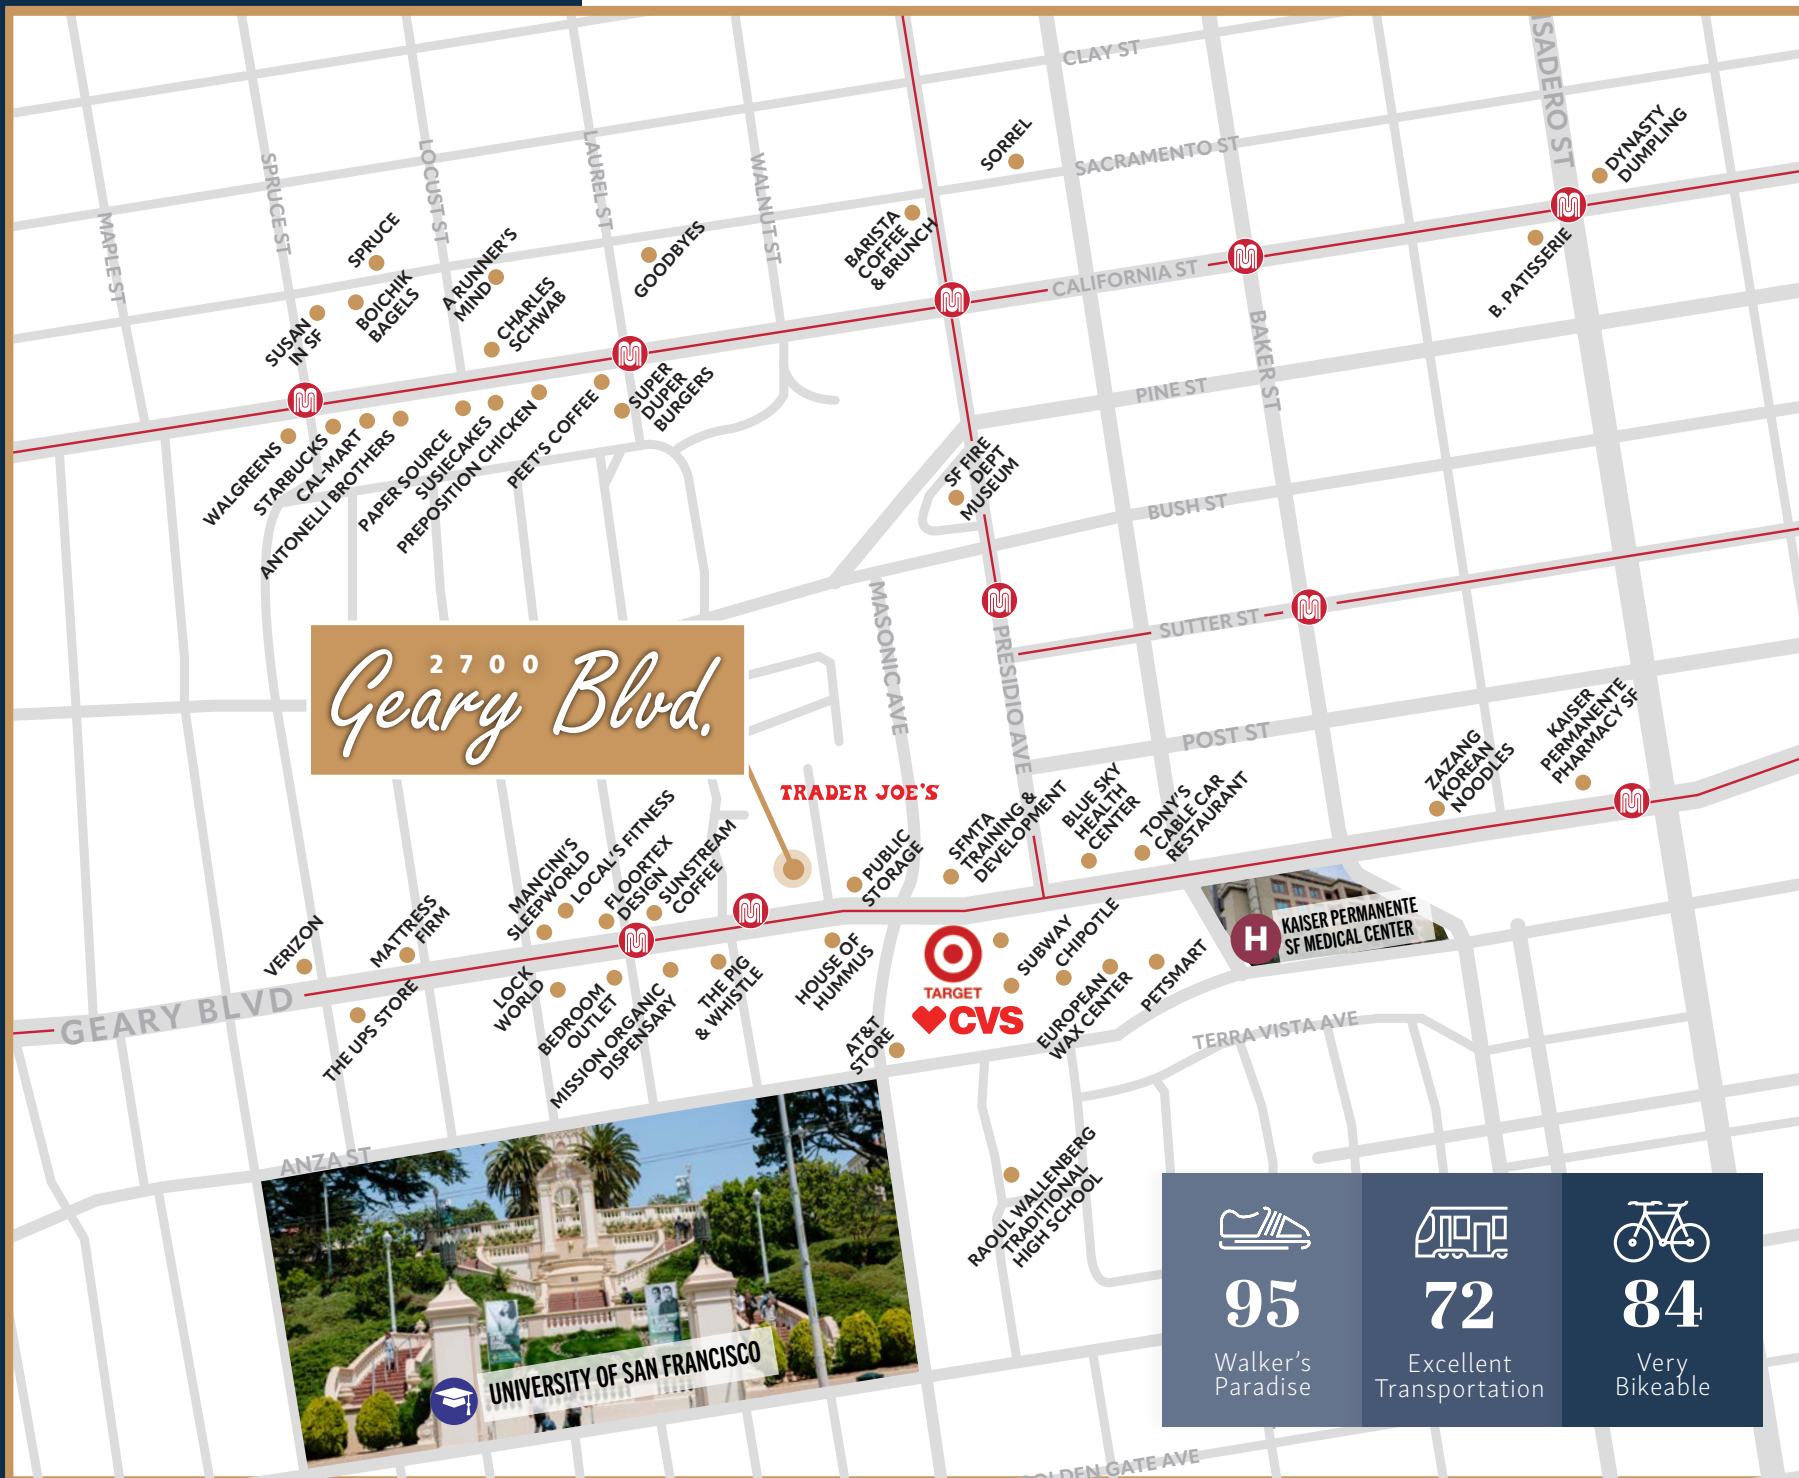 CLAY ST
ISADERO ST
SACRAMENTO ST
SORREL
DYNASTY
DUMPLING
SPRUCE ST
LOCUST ST
LAUREL ST
WALNUT ST
MAPLE ST
SPRUCE
A RUNNER'S
MIND
GOODBYES
BARISTA
COFFEE
& BRUNCH
CALIFORNIA ST
B. PATISSERIE
SUSAN
IN SF
BOICHIK
BAGELS
CHARLES
SCHWAB
BAKER ST
PINE ST
SUPER
DUPER
BURGERS
WALGREENS
STARBUCKS
CAL-MART
ANTONELLI BROTHERS
PAPER SOURCE
SUSIECAKES
PREPOSITION CHICKEN
PEET'S COFFEE
SF FIRE
DEPT
MUSEUM
BUSH ST
MASONIC AVE
PRESIDIO AVE
SUTTER ST
POST ST
2700
Geary Blvd.
TRADER JOE'S
ZAZANG
KOREAN
NOODLES
KAISER
PERMANENTE
PHARMACY SF
VERIZON
MATTRESS
FIRM
MANCINI'S
SLEEPWORLD
LOCAL'S FITNESS
FLOORTEX
DESIGN
SUNSTREAM
COFFEE
PUBLIC
STORAGE
SFMTA
TRAINING &
DEVELOPMENT
BLUE SKY
HEALTH
CENTER
TONY'S
CABLE CAR
RESTAURANT
H
KAISER PERMANENTE
SF MEDICAL CENTER
GEARY BLVD
THE UPS STORE
LOCK
WORLD
BEDROOM
OUTLET
MISSION ORGANIC
DISPENSARY
THE PIG
& WHISTLE
HOUSE OF
HUMMUS
AT&T
STORE
TARGET
CVS
SUBWAY
CHIPOTLE
EUROPEAN
WAX CENTER
PETSMART
TERRA VISTA AVE
ANZA ST
RAOUL WALLENBERG
TRADITIONAL
HIGH SCHOOL
UNIVERSITY OF SAN FRANCISCO
95
Walker's
Paradise
72
Excellent
Transportation
84
Very
Bikeable
OLDEN GATE AVE